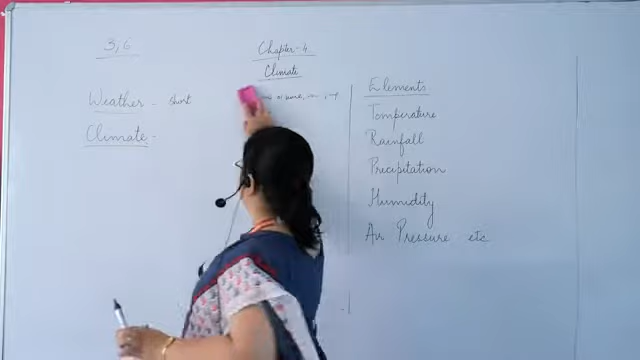 3,6
Chapter-4
Climate
Weather - short
Climate -
Elements
Temperature
Rainfall
Precipitation
Humidity
Air Pressure etc